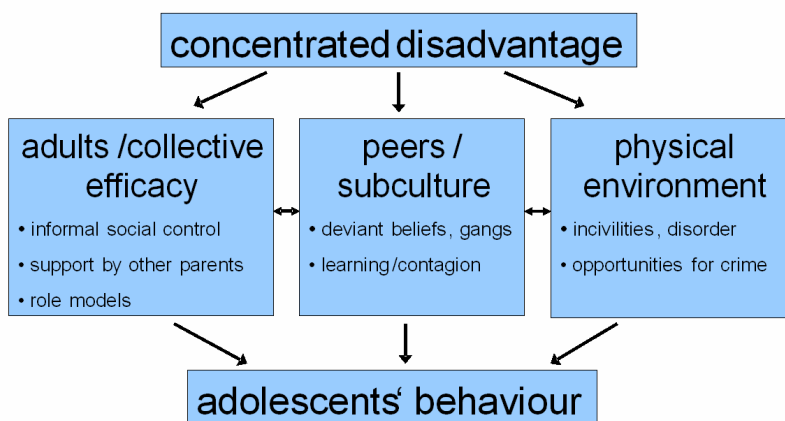 concentrated disadvantage
adults /collective
efficacy
• informal social control
• support by other parents
• role models
peers /
subculture
• deviant beliefs, gangs
• learning/contagion
physical
environment
• incivilities, disorder
• opportunities for crime
adolescents‘ behaviour